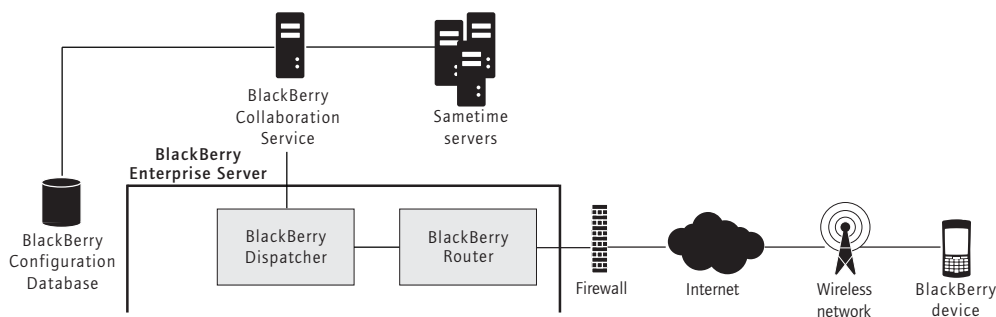 BlackBerry
Collaboration
Service
Sametime
servers
BlackBerry
Enterprise Server
BlackBerry
Configuration
Database
BlackBerry
Dispatcher
BlackBerry
Router
Firewall
Internet
Wireless
network
BlackBerry
device